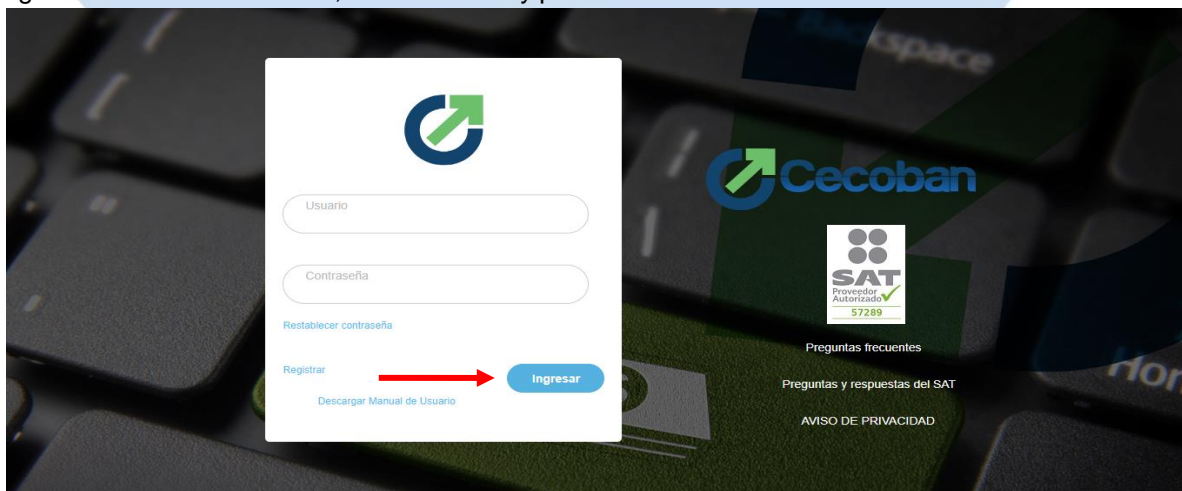 Backspace
Usuario
Contraseña
Restablecer contraseña
Registrar
Ingresar
Descargar Manual de Usuario
Cecoban
SAT
Proveedor
Autorizado
57289
Preguntas frecuentes
Preguntas y respuestas del SAT
AVISO DE PRIVACIDAD